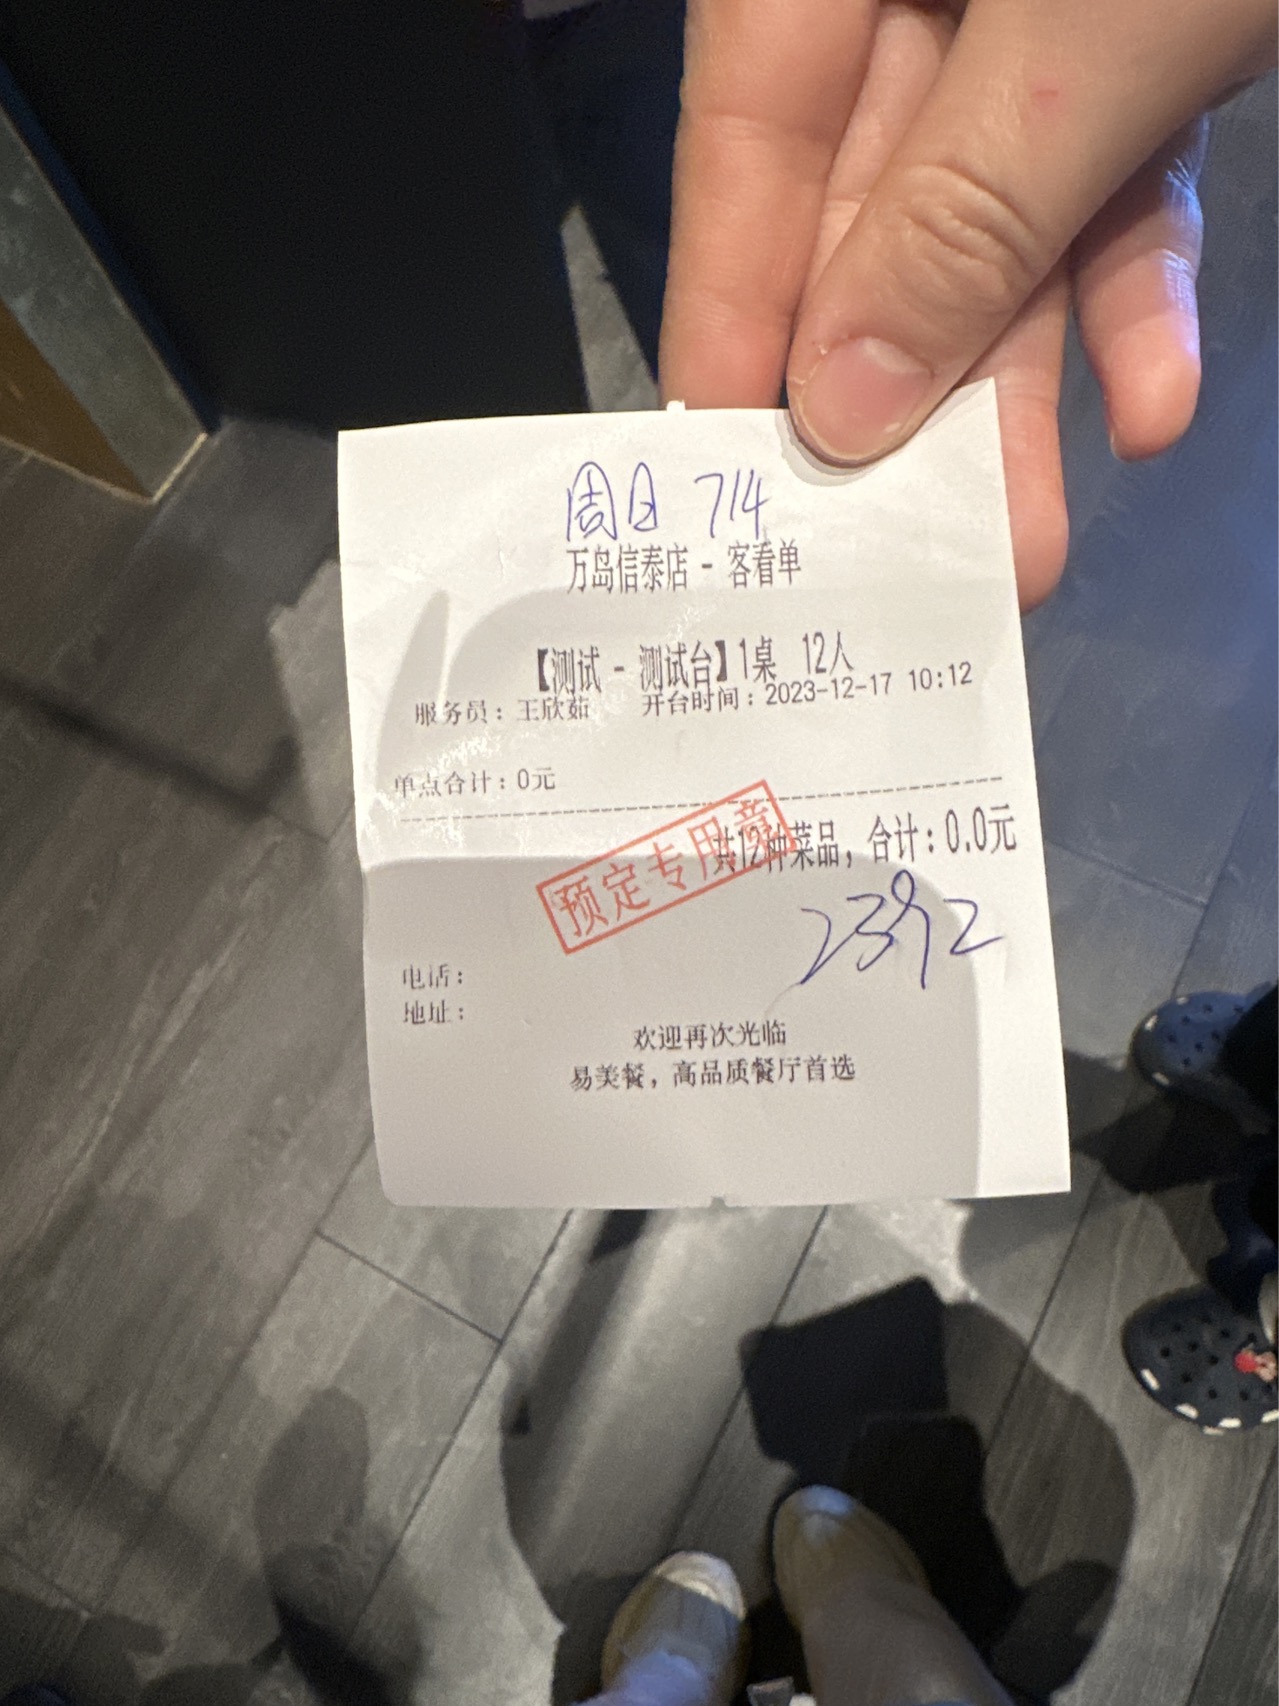 周日 714
万岛信泰店 - 客看单
【测试 - 测试台】1桌 12人
服务员：王欣茹 开台时间：2023-12-17 10:12
单点合计：0元
共12种菜品，合计：0.0元
预定专用章
2392
电话：
地址：
欢迎再次光临
易美餐，高品质餐厅首选